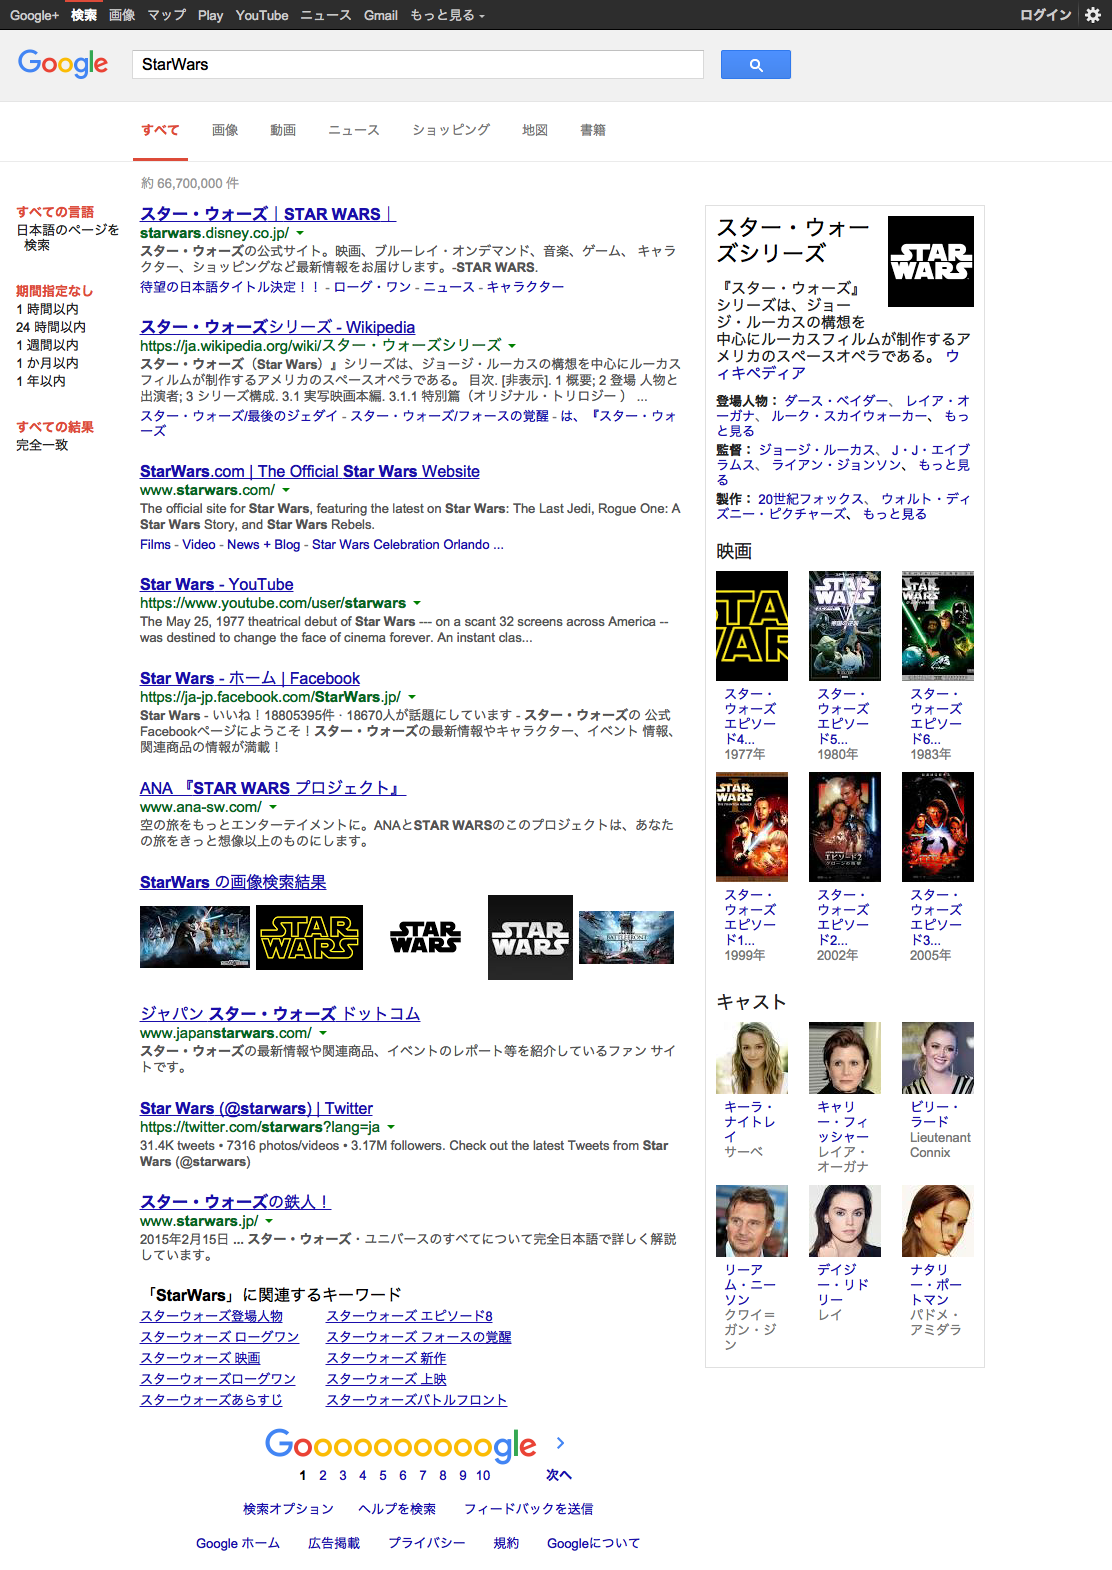 Google+ 検索 画像 マップ Play YouTube ニュース Gmail もっと見る ログイン
Google StarWars
すべて 画像 動画 ニュース ショッピング 地図 書籍
約 66,700,000 件
すべての言語
日本語のページを
検索
期間指定なし
1 時間以内
24 時間以内
1 週間以内
1 か月以内
1 年以内
すべての結果
完全一致
スター・ウォーズ｜STAR WARS｜
starwars.disney.co.jp/
スター・ウォーズの公式サイト。映画、ブルーレイ・オンデマンド、音楽、ゲーム、 キャラ
クター、ショッピングなど最新情報をお届けします。-STAR WARS.
待望の日本語タイトル決定！！ - ローグ・ワン - ニュース - キャラクター
スター・ウォーズシリーズ - Wikipedia
https://ja.wikipedia.org/wiki/スター・ウォーズシリーズ
スター・ウォーズ（Star Wars）』シリーズは、ジョージ・ルーカスの構想を中心にルーカス
フィルムが制作するアメリカのスペースオペラである。 目次. [非表示]. 1 概要; 2 登場 人物と
出演者; 3 シリーズ構成. 3.1 実写映画本編. 3.1.1 特別篇（オリジナル・トリロジー ） ...
スター・ウォーズ/最後のジェダイ - スター・ウォーズ/フォースの覚醒 - は、『スター・ウォ
ーズ
StarWars.com | The Official Star Wars Website
www.starwars.com/
The official site for Star Wars, featuring the latest on Star Wars: The Last Jedi, Rogue One: A
Star Wars Story, and Star Wars Rebels.
Films - Video - News + Blog - Star Wars Celebration Orlando ...
Star Wars - YouTube
https://www.youtube.com/user/starwars
The May 25, 1977 theatrical debut of Star Wars --- on a scant 32 screens across America --
was destined to change the face of cinema forever. An instant clas...
Star Wars - ホーム | Facebook
https://ja-jp.facebook.com/StarWars.jp/
Star Wars - いいね！18805395件 · 18670人が話題にしています - スター・ウォーズの 公式
Facebookページにようこそ！スター・ウォーズの最新情報やキャラクター、イベント 情報、
関連商品の情報が満載！
ANA 『STAR WARS プロジェクト』
www.ana-sw.com/
空の旅をもっとエンターテイメントに。ANAとSTAR WARSのこのプロジェクトは、あなた
の旅をきっと想像以上のものにします。
StarWars の画像検索結果
STAR WARS
STAR WARS
STAR WARS
BATTLEFRONT
ジャパン スター・ウォーズ ドットコム
www.japanstarwars.com/
スター・ウォーズの最新情報や関連商品、イベントのレポート等を紹介しているファン サイ
トです。
Star Wars (@starwars) | Twitter
https://twitter.com/starwars?lang=ja
31.4K tweets • 7316 photos/videos • 3.17M followers. Check out the latest Tweets from Star
Wars (@starwars)
スター・ウォーズの鉄人！
www.starwars.jp/
2015年2月15日 ... スター・ウォーズ・ユニバースのすべてについて完全日本語で詳しく解説
しています。
「StarWars」に関連するキーワード
スターウォーズ登場人物 スターウォーズ エピソード8
スターウォーズ ローグワン スターウォーズ フォースの覚醒
スターウォーズ 映画 スターウォーズ 新作
スターウォーズローグワン スターウォーズ 上映
スターウォーズあらすじ スターウォーズバトルフロント
スター・ウォー
ズシリーズ
STAR WARS
『スター・ウォーズ』
シリーズは、ジョー
ジ・ルーカスの構想を
中心にルーカスフィルムが制作するア
メリカのスペースオペラである。 ウ
ィキペディア
登場人物： ダース・ベイダー、 レイア・オ
ーガナ、 ルーク・スカイウォーカー、 もっ
と見る
監督： ジョージ・ルーカス、 J・J・エイブ
ラムス、 ライアン・ジョンソン、 もっと見
る
製作： 20世紀フォックス、 ウォルト・ディ
ズニー・ピクチャーズ、 もっと見る
映画
スター・ウォーズ エピソード4... 1977年
スター・ウォーズ エピソード5... 1980年
スター・ウォーズ エピソード6... 1983年
スター・ウォーズ エピソード1... 1999年
スター・ウォーズ エピソード2... 2002年
スター・ウォーズ エピソード3... 2005年
キャスト
キーラ・ナイトレイ サーベ
キャリー・フィッシャー レイア・オーガナ
ビリー・ラード Lieutenant Connix
リーアム・ニーソン クワイ＝ガン・ジン
デイジー・リドリー レイ
ナタリー・ポートマン パドメ・アミダラ
Goooooooooogle
1 2 3 4 5 6 7 8 9 10 次へ
検索オプション ヘルプを検索 フィードバックを送信
Google ホーム 広告掲載 プライバシー 規約 Googleについて